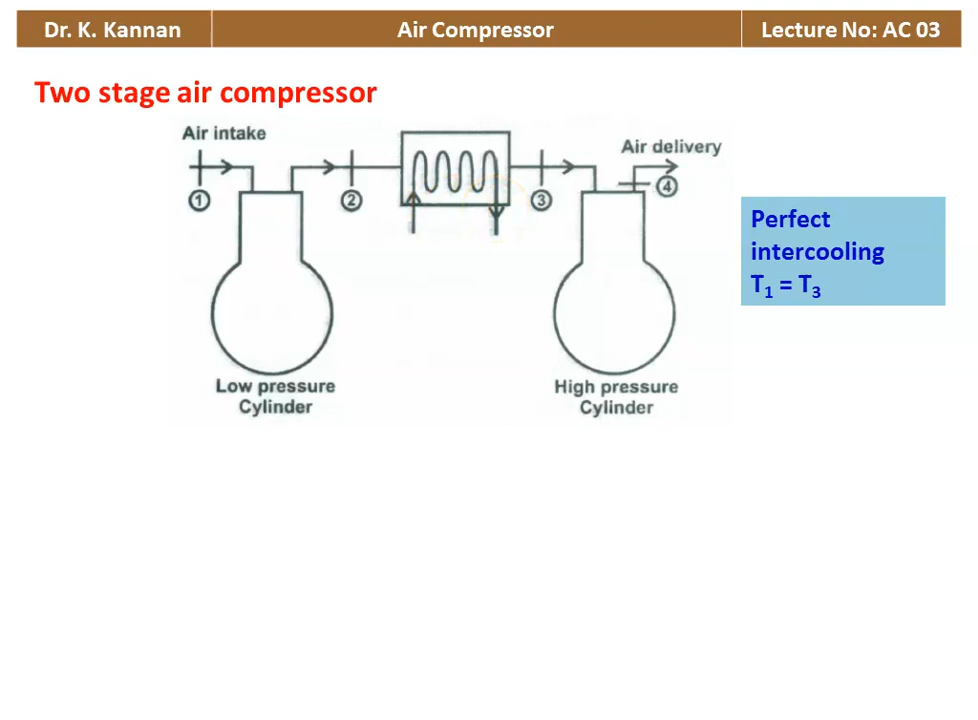 Dr. K. Kannan
Air Compressor
Lecture No: AC 03
Two stage air compressor
Air intake
Air delivery
1
2
3
4
Perfect
intercooling
T₁ = T₃
Low pressure
Cylinder
High pressure
Cylinder